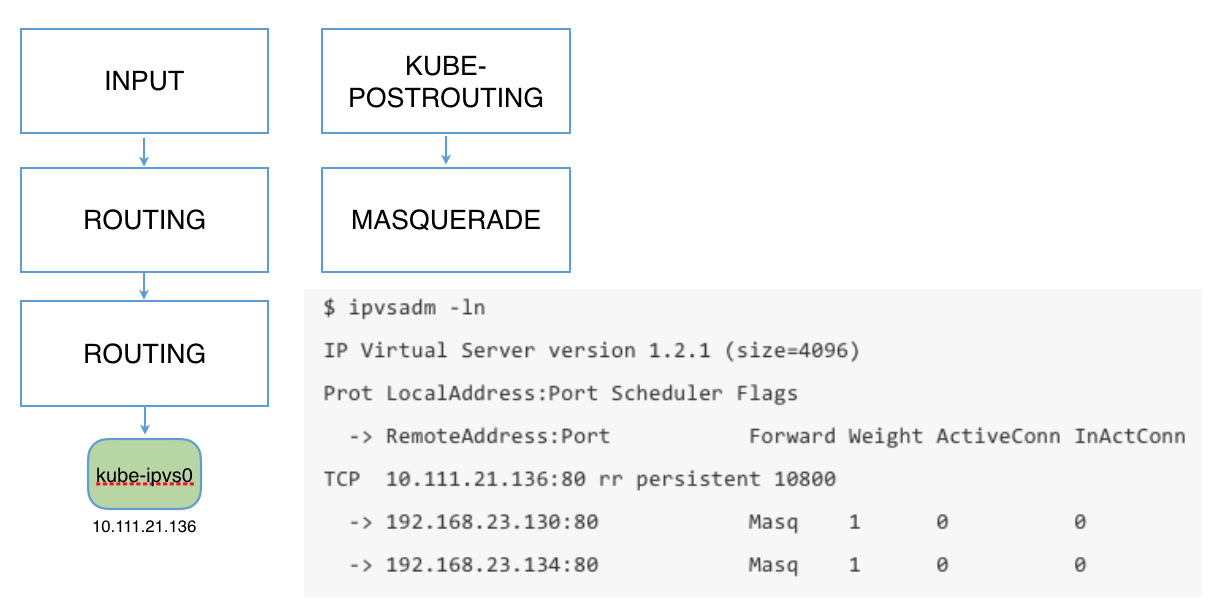 INPUT
ROUTING
ROUTING
kube-ipvs0
10.111.21.136
KUBE-
POSTROUTING
MASQUERADE
$ ipvsadm -ln
IP Virtual Server version 1.2.1 (size=4096)
Prot LocalAddress:Port Scheduler Flags
-> RemoteAddress:Port Forward Weight ActiveConn InActConn
TCP 10.111.21.136:80 rr persistent 10800
-> 192.168.23.130:80 Masq 1 0 0
-> 192.168.23.134:80 Masq 1 0 0